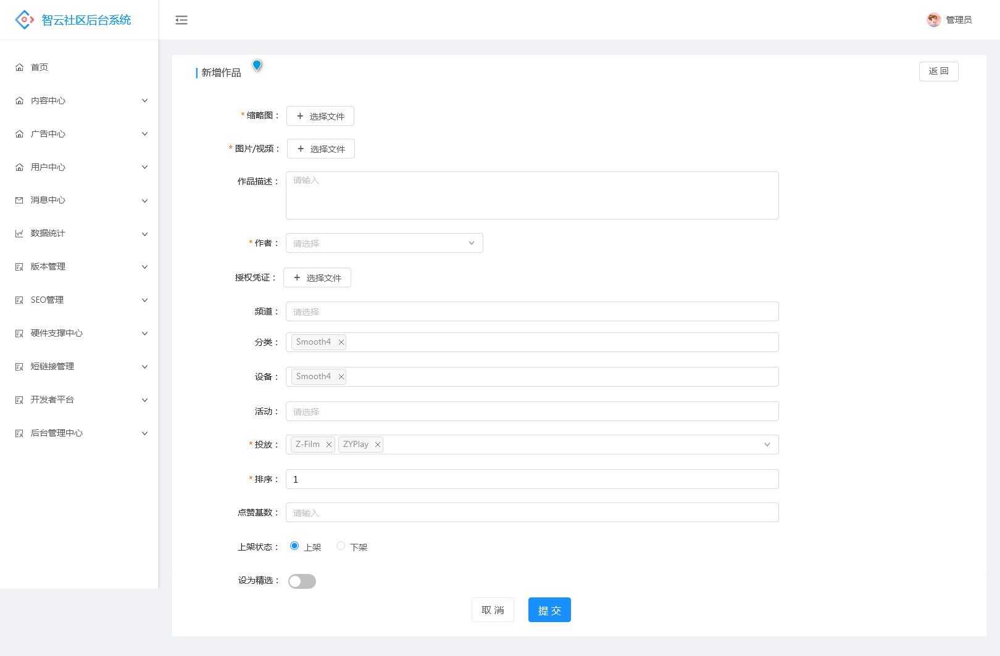 智云社区后台系统
管理员
首页
内容中心
广告中心
用户中心
消息中心
数据统计
版本管理
SEO管理
硬件支撑中心
短链接管理
开发者平台
后台管理中心
新增作品
返 回
*缩略图： + 选择文件
*图片/视频： + 选择文件
作品描述： 请输入
*作者： 请选择
授权凭证： + 选择文件
频道： 请选择
分类： Smooth4 ×
设备： Smooth4 ×
活动： 请选择
*投放： Z-Film × ZYPlay ×
*排序： 1
点赞基数： 请输入
上架状态： 上架 下架
设为精选：
取 消 提 交